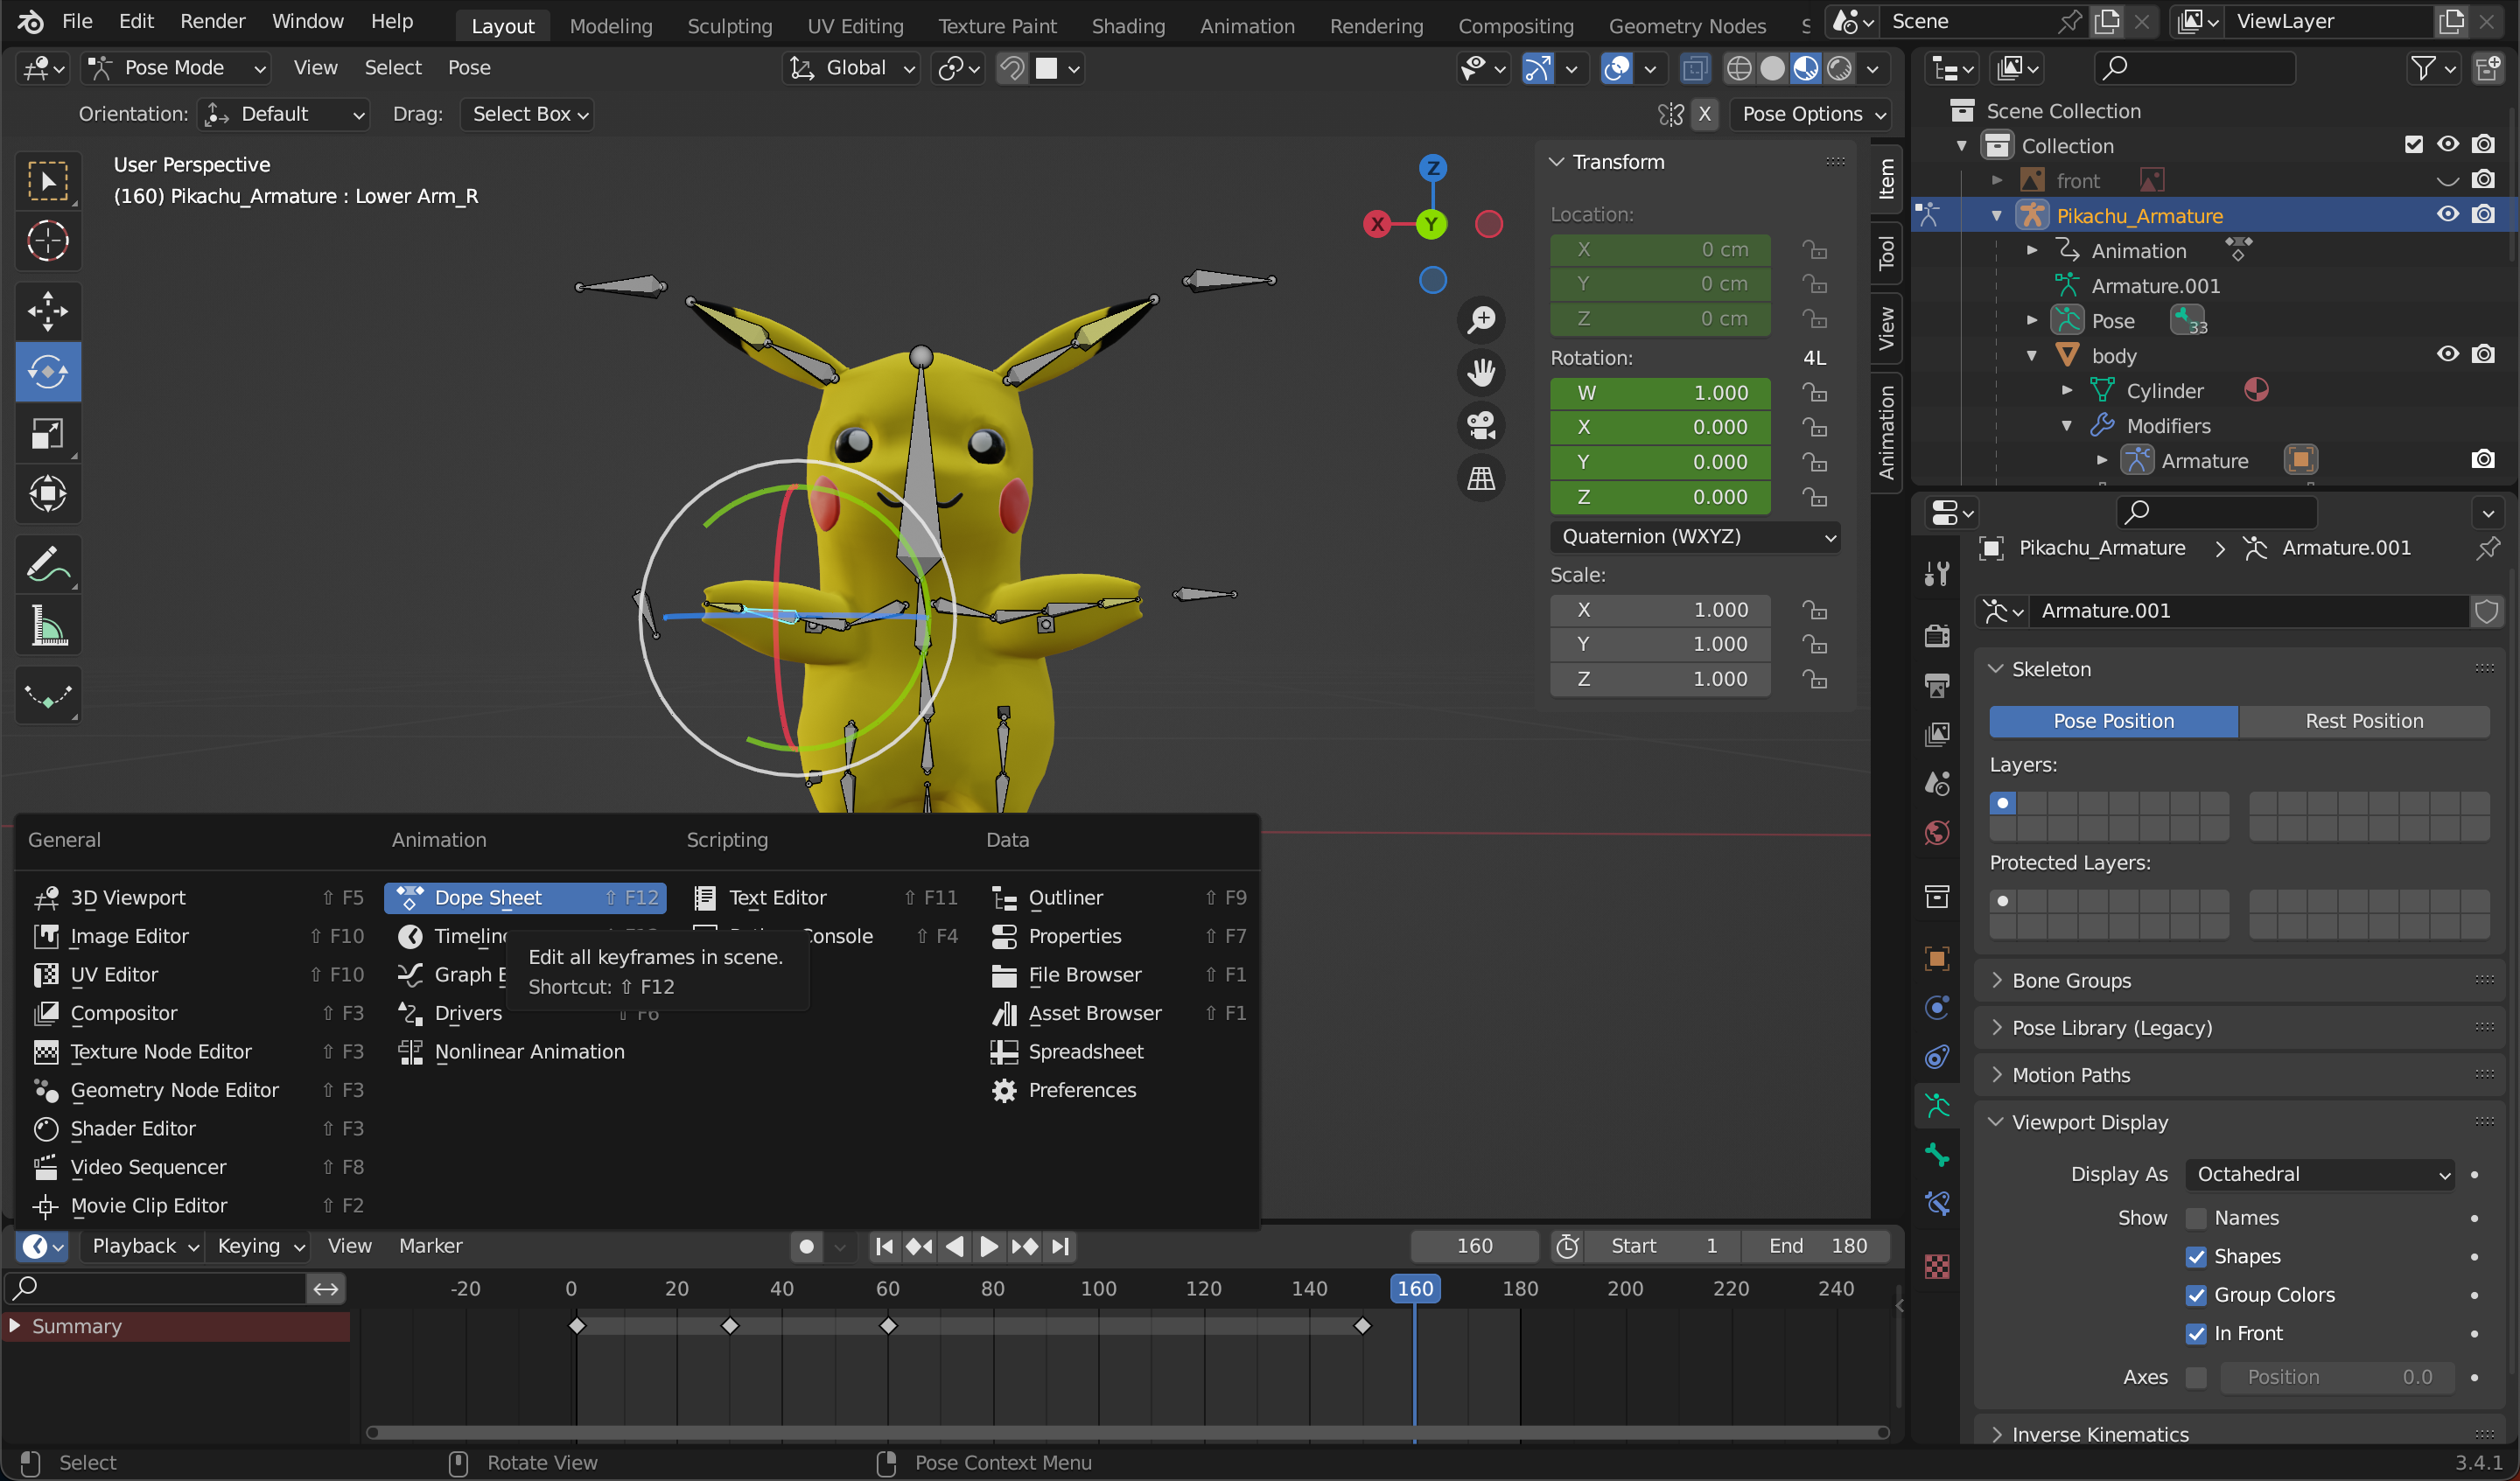 File Edit Render Window Help Layout Modeling Sculpting UV Editing Texture Paint Shading Animation Rendering Compositing Geometry Nodes S Scene ViewLayer
Pose Mode View Select Pose Global
Orientation: Default Drag: Select Box X Pose Options
User Perspective
(160) Pikachu_Armature : Lower Arm_R
Z
X
Y
Transform
Location:
X 0 cm
Y 0 cm
Z 0 cm
Rotation: 4L
W 1.000
X 0.000
Y 0.000
Z 0.000
Quaternion (WXYZ)
Scale:
X 1.000
Y 1.000
Z 1.000
Item
Tool
View
Animation
Scene Collection
Collection
front
Pikachu_Armature
Animation
Armature.001
Pose 33
body
Cylinder
Modifiers
Armature
Pikachu_Armature Armature.001
Armature.001
Skeleton
Pose Position Rest Position
Layers:
Protected Layers:
Bone Groups
Pose Library (Legacy)
Motion Paths
Viewport Display
Display As Octahedral
Show Names
Shapes
Group Colors
In Front
Axes Position 0.0
Inverse Kinematics
General
3D Viewport ⇧ F5
Image Editor ⇧ F10
UV Editor ⇧ F10
Compositor ⇧ F3
Texture Node Editor ⇧ F3
Geometry Node Editor ⇧ F3
Shader Editor ⇧ F3
Video Sequencer ⇧ F8
Movie Clip Editor ⇧ F2
Animation
Dope Sheet ⇧ F12
Timeline
Graph E
Drivers ⇧ F6
Nonlinear Animation
Edit all keyframes in scene.
Shortcut: ⇧ F12
Scripting
Text Editor ⇧ F11
Console ⇧ F4
Data
Outliner ⇧ F9
Properties ⇧ F7
File Browser ⇧ F1
Asset Browser ⇧ F1
Spreadsheet
Preferences
Playback Keying View Marker 160 Start 1 End 180
-20 0 20 40 60 80 100 120 140 160 180 200 220 240
Summary
Select Rotate View Pose Context Menu 3.4.1